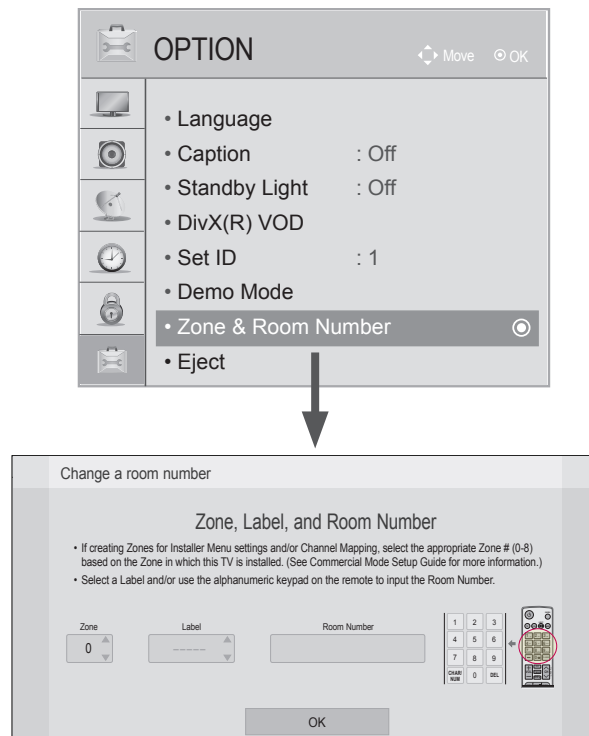 OPTION
Move OK
• Language
• Caption : Off
• Standby Light : Off
• DivX(R) VOD
• Set ID : 1
• Demo Mode
• Zone & Room Number
• Eject
Change a room number
Zone, Label, and Room Number
• If creating Zones for Installer Menu settings and/or Channel Mapping, select the appropriate Zone # (0-8)
based on the Zone in which this TV is installed. (See Commercial Mode Setup Guide for more information.)
• Select a Label and/or use the alphanumeric keypad on the remote to input the Room Number.
Zone Label Room Number
0 -----
1 2 3
4 5 6
7 8 9
CHAR/
NUM 0 DEL
OK